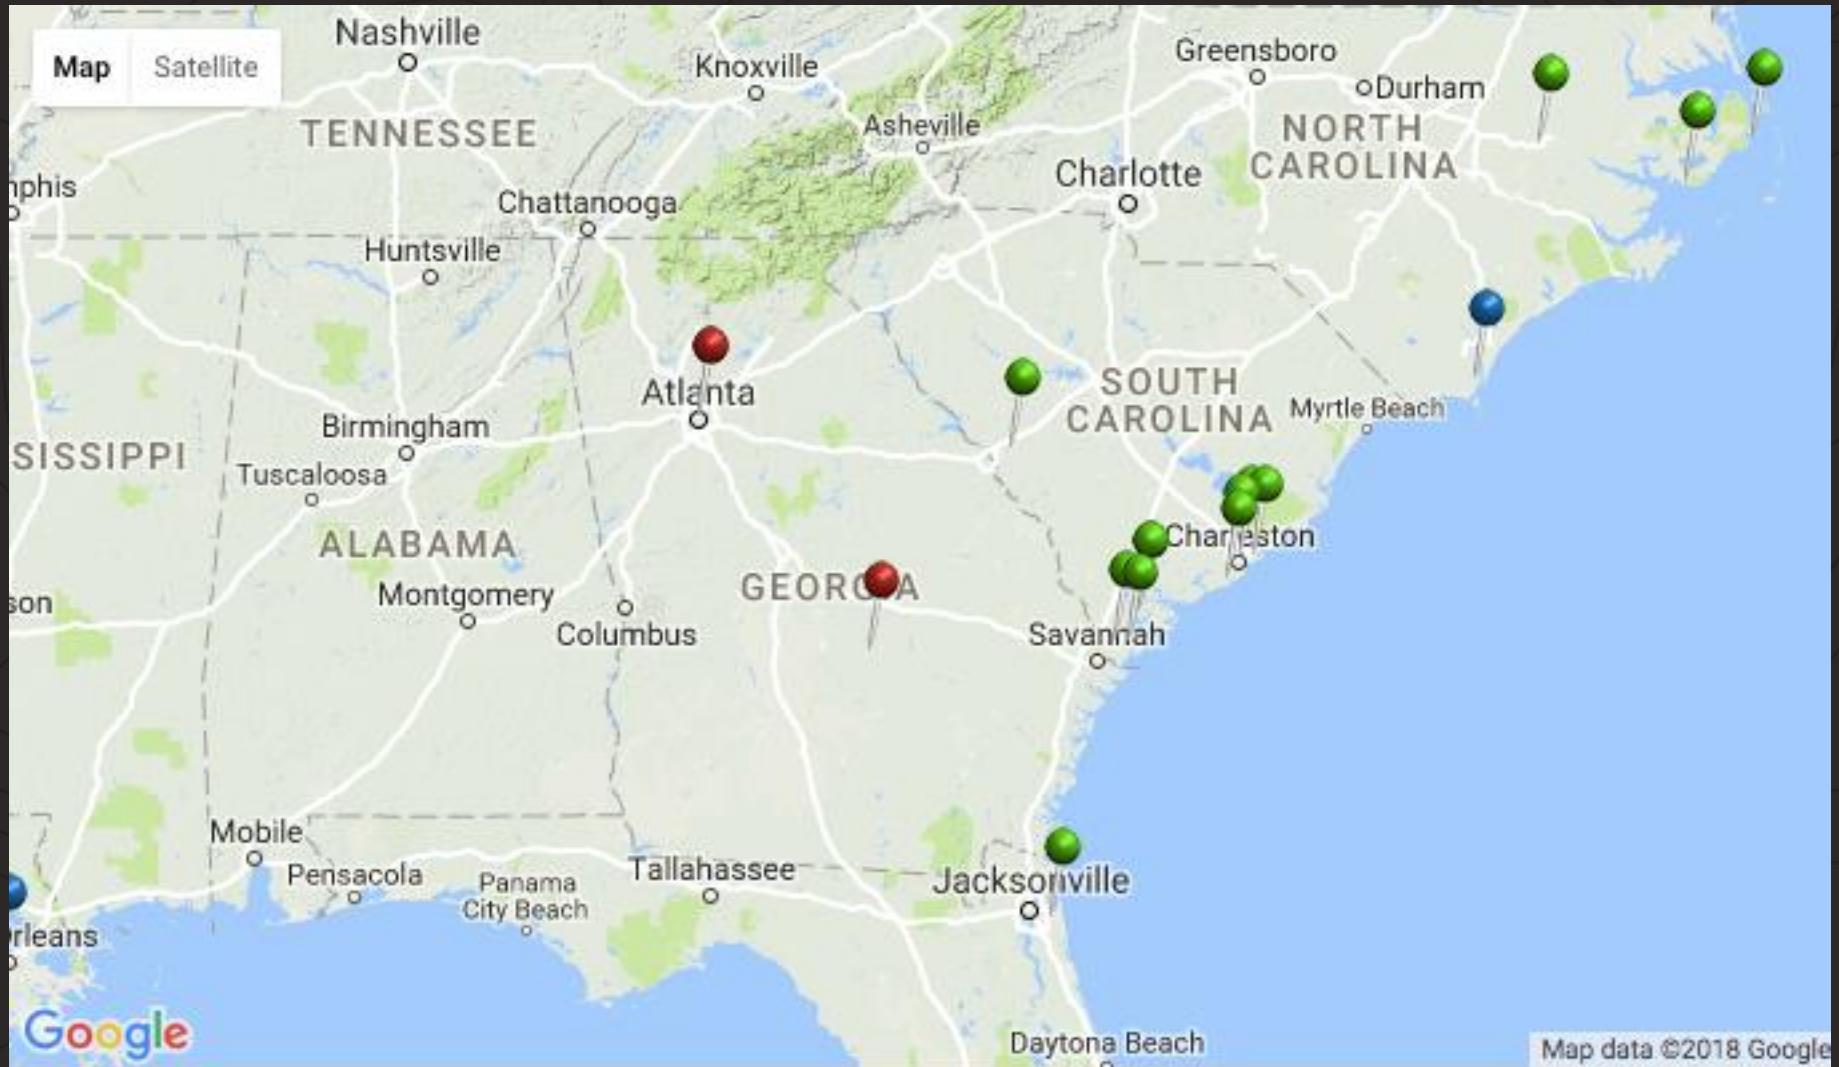 Map
Satellite
Nashville
Knoxville
Greensboro
Durham
TENNESSEE
Asheville
NORTH
CAROLINA
Charlotte
nphis
Chattanooga
Huntsville
Atlanta
SOUTH
CAROLINA
Myrtle Beach
Birmingham
SISSIPPI
Tuscaloosa
ALABAMA
Charleston
Montgomery
GEORGIA
son
Columbus
Savannah
Mobile
Pensacola
Panama
City Beach
Tallahassee
Jacksonville
rleans
Google
Daytona Beach
Map data ©2018 Google